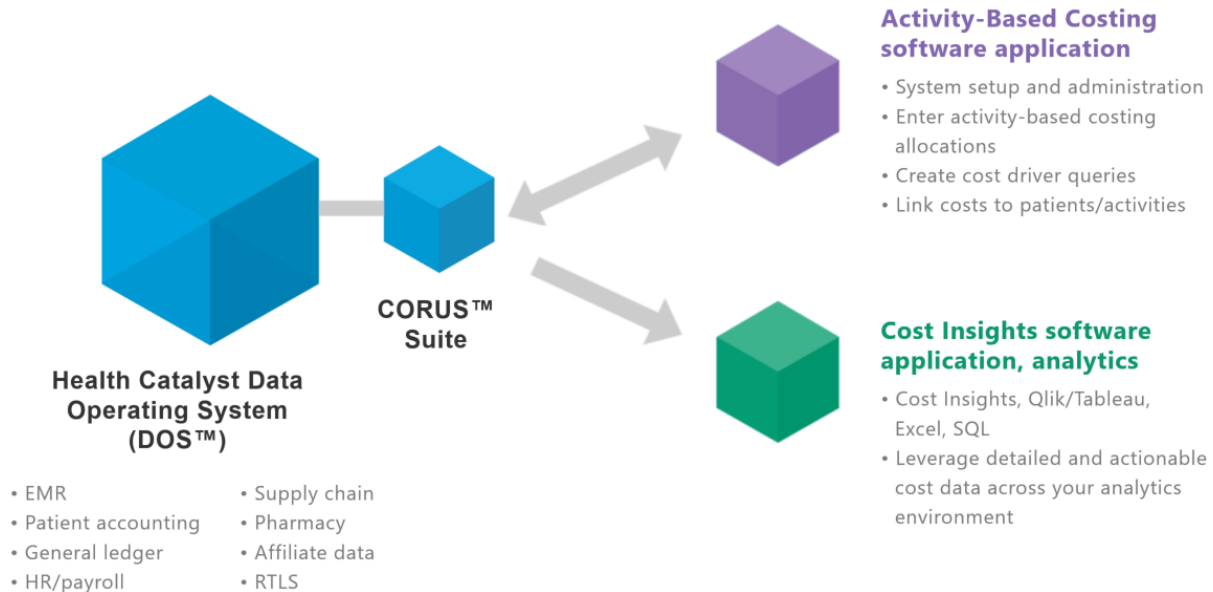 Health Catalyst Data
Operating System
(DOS™)
• EMR
• Patient accounting
• General ledger
• HR/payroll
• Supply chain
• Pharmacy
• Affiliate data
• RTLS
CORUS™
Suite
Activity-Based Costing
software application
• System setup and administration
• Enter activity-based costing
allocations
• Create cost driver queries
• Link costs to patients/activities
Cost Insights software
application, analytics
• Cost Insights, Qlik/Tableau,
Excel, SQL
• Leverage detailed and actionable
cost data across your analytics
environment